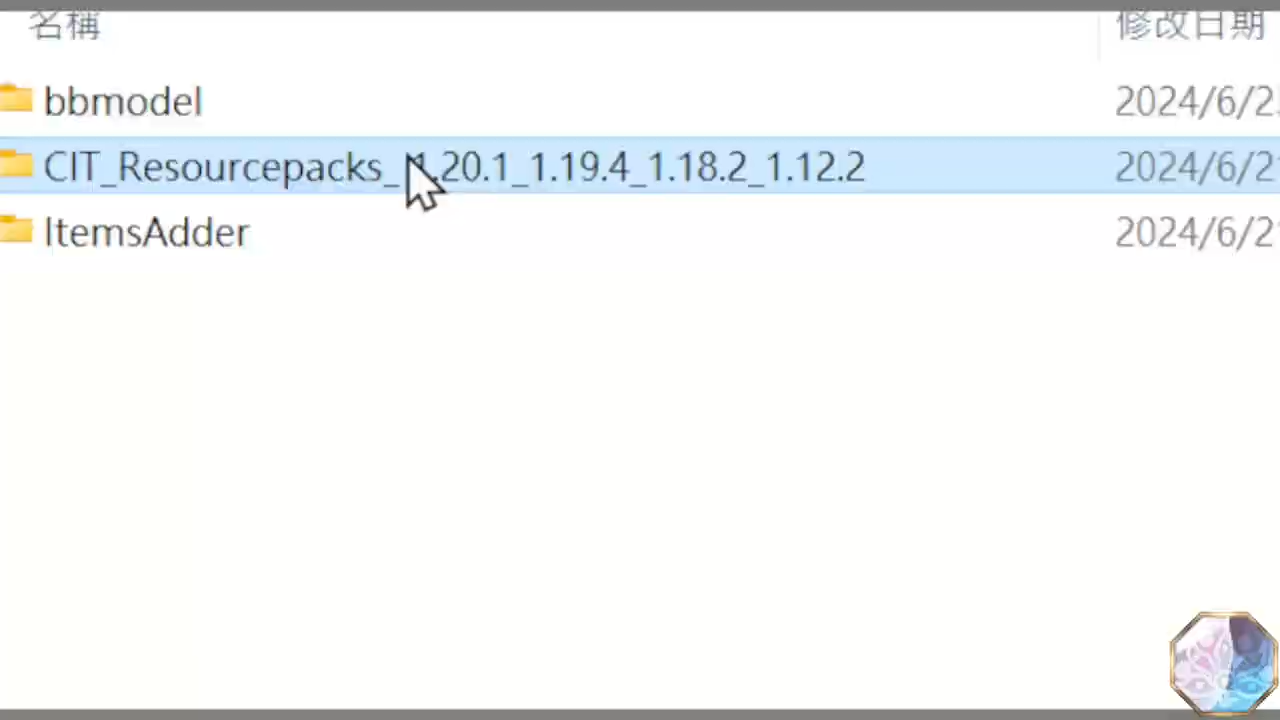 名稱 修改日期
bbmodel 2024/6/2
CIT_Resourcepacks_1.20.1_1.19.4_1.18.2_1.12.2 2024/6/2
ItemsAdder 2024/6/2